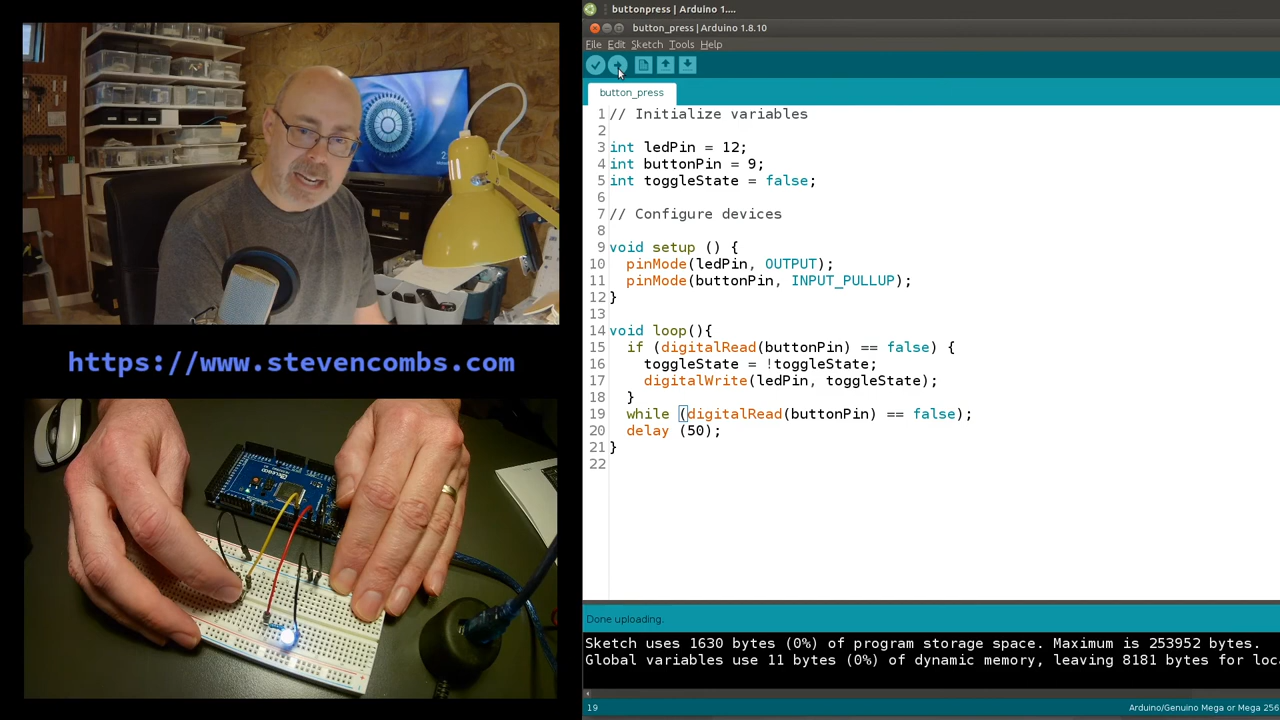 buttonpress | Arduino 1....
button_press | Arduino 1.8.10
File Edit Sketch Tools Help
button_press
1 // Initialize variables
2
3 int ledPin = 12;
4 int buttonPin = 9;
5 int toggleState = false;
6
7 // Configure devices
8
9 void setup () {
10 pinMode(ledPin, OUTPUT);
11 pinMode(buttonPin, INPUT_PULLUP);
12 }
13
14 void loop(){
15 if (digitalRead(buttonPin) == false) {
16 toggleState = !toggleState;
17 digitalWrite(ledPin, toggleState);
18 }
19 while (digitalRead(buttonPin) == false);
20 delay (50);
21 }
22
Done uploading.
Sketch uses 1630 bytes (0%) of program storage space. Maximum is 253952 bytes.
Global variables use 11 bytes (0%) of dynamic memory, leaving 8181 bytes for loc
19
Arduino/Genuino Mega or Mega 256
https://www.stevencombs.com